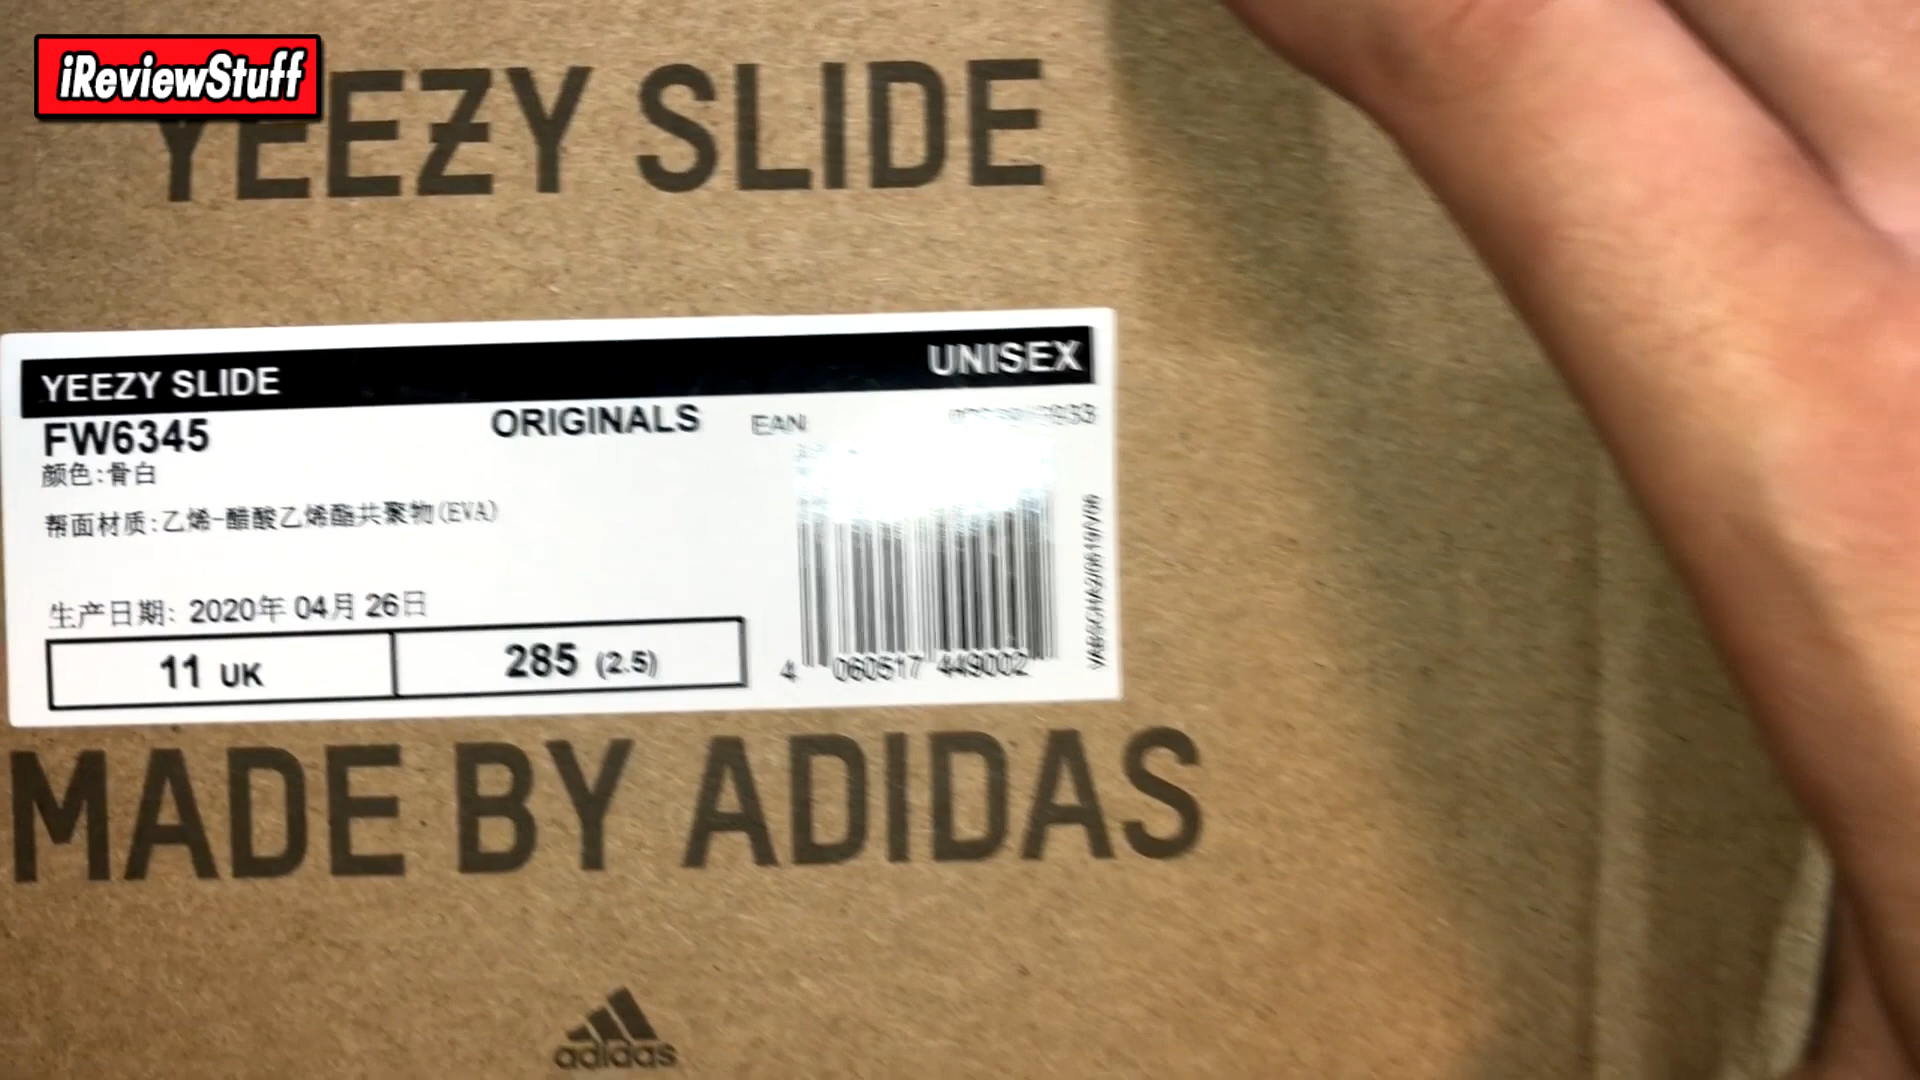 iReviewStuff
YEEZY SLIDE
YEEZY SLIDE UNISEX
FW6345 ORIGINALS EAN
颜色:骨白
帮面材质:乙烯-醋酸乙烯酯共聚物(EVA)
生产日期: 2020年 04月 26日
11 UK 285 (2.5)
4 060517 449002
MADE BY ADIDAS
adidas